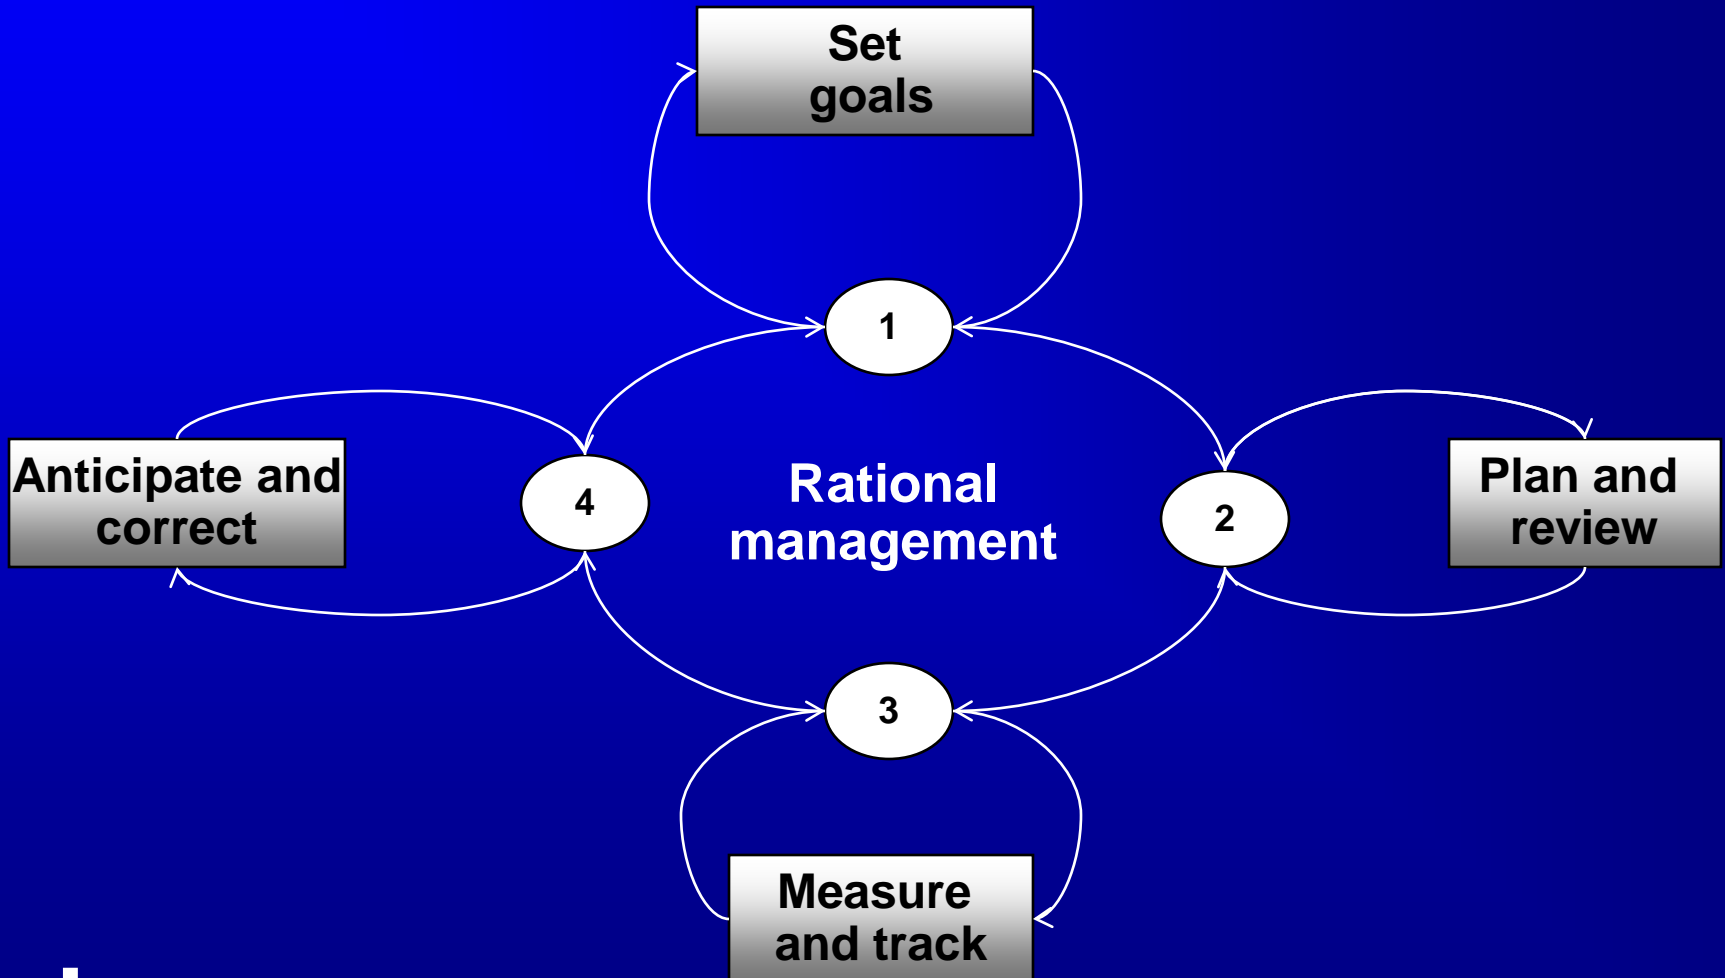 Set
goals
1
Anticipate and
correct
4
Rational
management
2
Plan and
review
3
Measure
and track